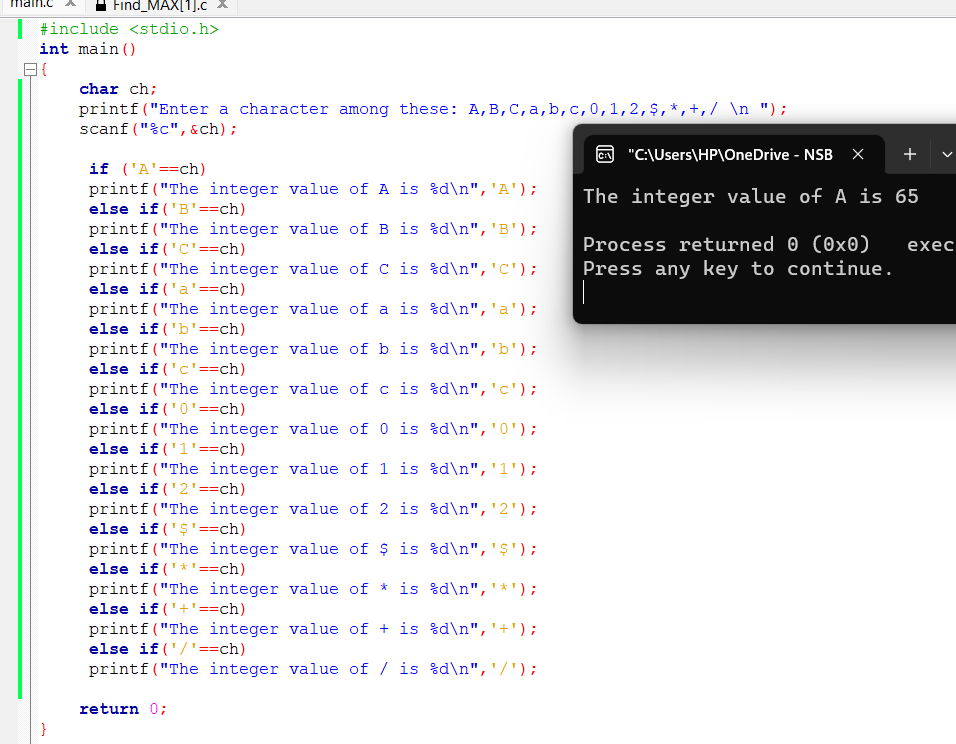 main.c Find_MAX[1].c
#include <stdio.h>
int main()
{
char ch;
printf("Enter a character among these: A,B,C,a,b,c,0,1,2,$,*,+,/ \n ");
scanf("%c",&ch);
if ('A'==ch)
printf("The integer value of A is %d\n",'A');
else if('B'==ch)
printf("The integer value of B is %d\n",'B');
else if('C'==ch)
printf("The integer value of C is %d\n",'C');
else if('a'==ch)
printf("The integer value of a is %d\n",'a');
else if('b'==ch)
printf("The integer value of b is %d\n",'b');
else if('c'==ch)
printf("The integer value of c is %d\n",'c');
else if('0'==ch)
printf("The integer value of 0 is %d\n",'0');
else if('1'==ch)
printf("The integer value of 1 is %d\n",'1');
else if('2'==ch)
printf("The integer value of 2 is %d\n",'2');
else if('$'==ch)
printf("The integer value of $ is %d\n",'$');
else if('*'==ch)
printf("The integer value of * is %d\n",'*');
else if('+'==ch)
printf("The integer value of + is %d\n",'+');
else if('/'==ch)
printf("The integer value of / is %d\n",'/');
return 0;
}
"C:\Users\HP\OneDrive - NSB
The integer value of A is 65
Process returned 0 (0x0) exec
Press any key to continue.